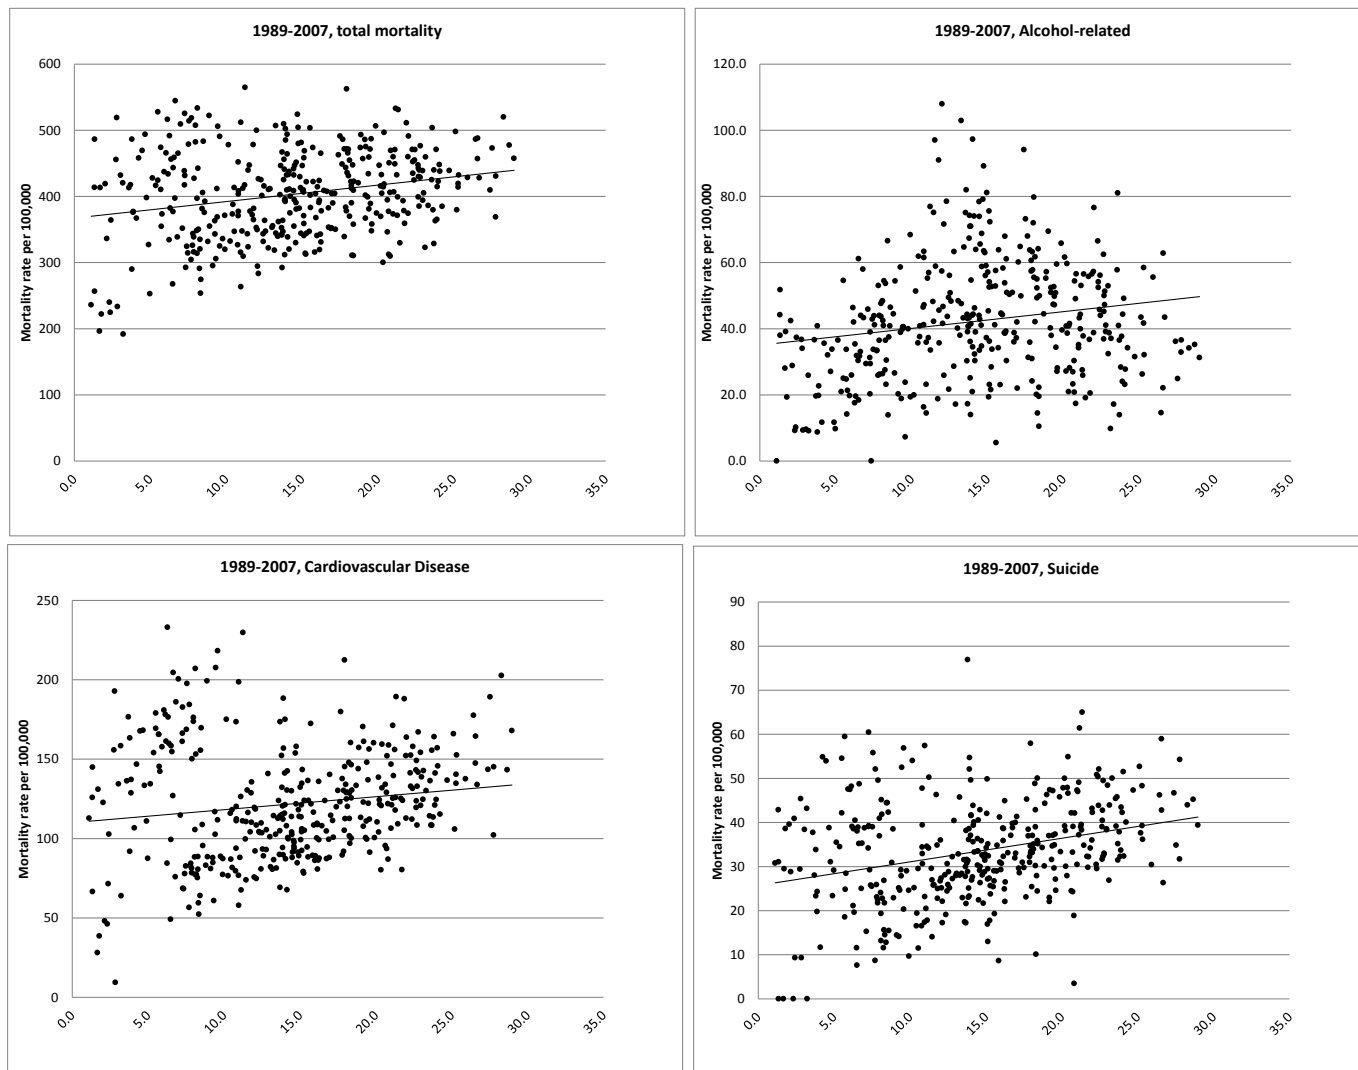 1989-2007, total mortality
Mortality rate per 100,000
600
500
400
300
200
100
0
0.0 5.0 10.0 15.0 20.0 25.0 30.0 35.0
1989-2007, Alcohol-related
Mortality rate per 100,000
120.0
100.0
80.0
60.0
40.0
20.0
0.0
0.0 5.0 10.0 15.0 20.0 25.0 30.0 35.0
1989-2007, Cardiovascular Disease
Mortality rate per 100,000
250
200
150
100
50
0
0.0 5.0 10.0 15.0 20.0 25.0 30.0 35.0
1989-2007, Suicide
Mortality rate per 100,000
90
80
70
60
50
40
30
20
10
0
0.0 5.0 10.0 15.0 20.0 25.0 30.0 35.0